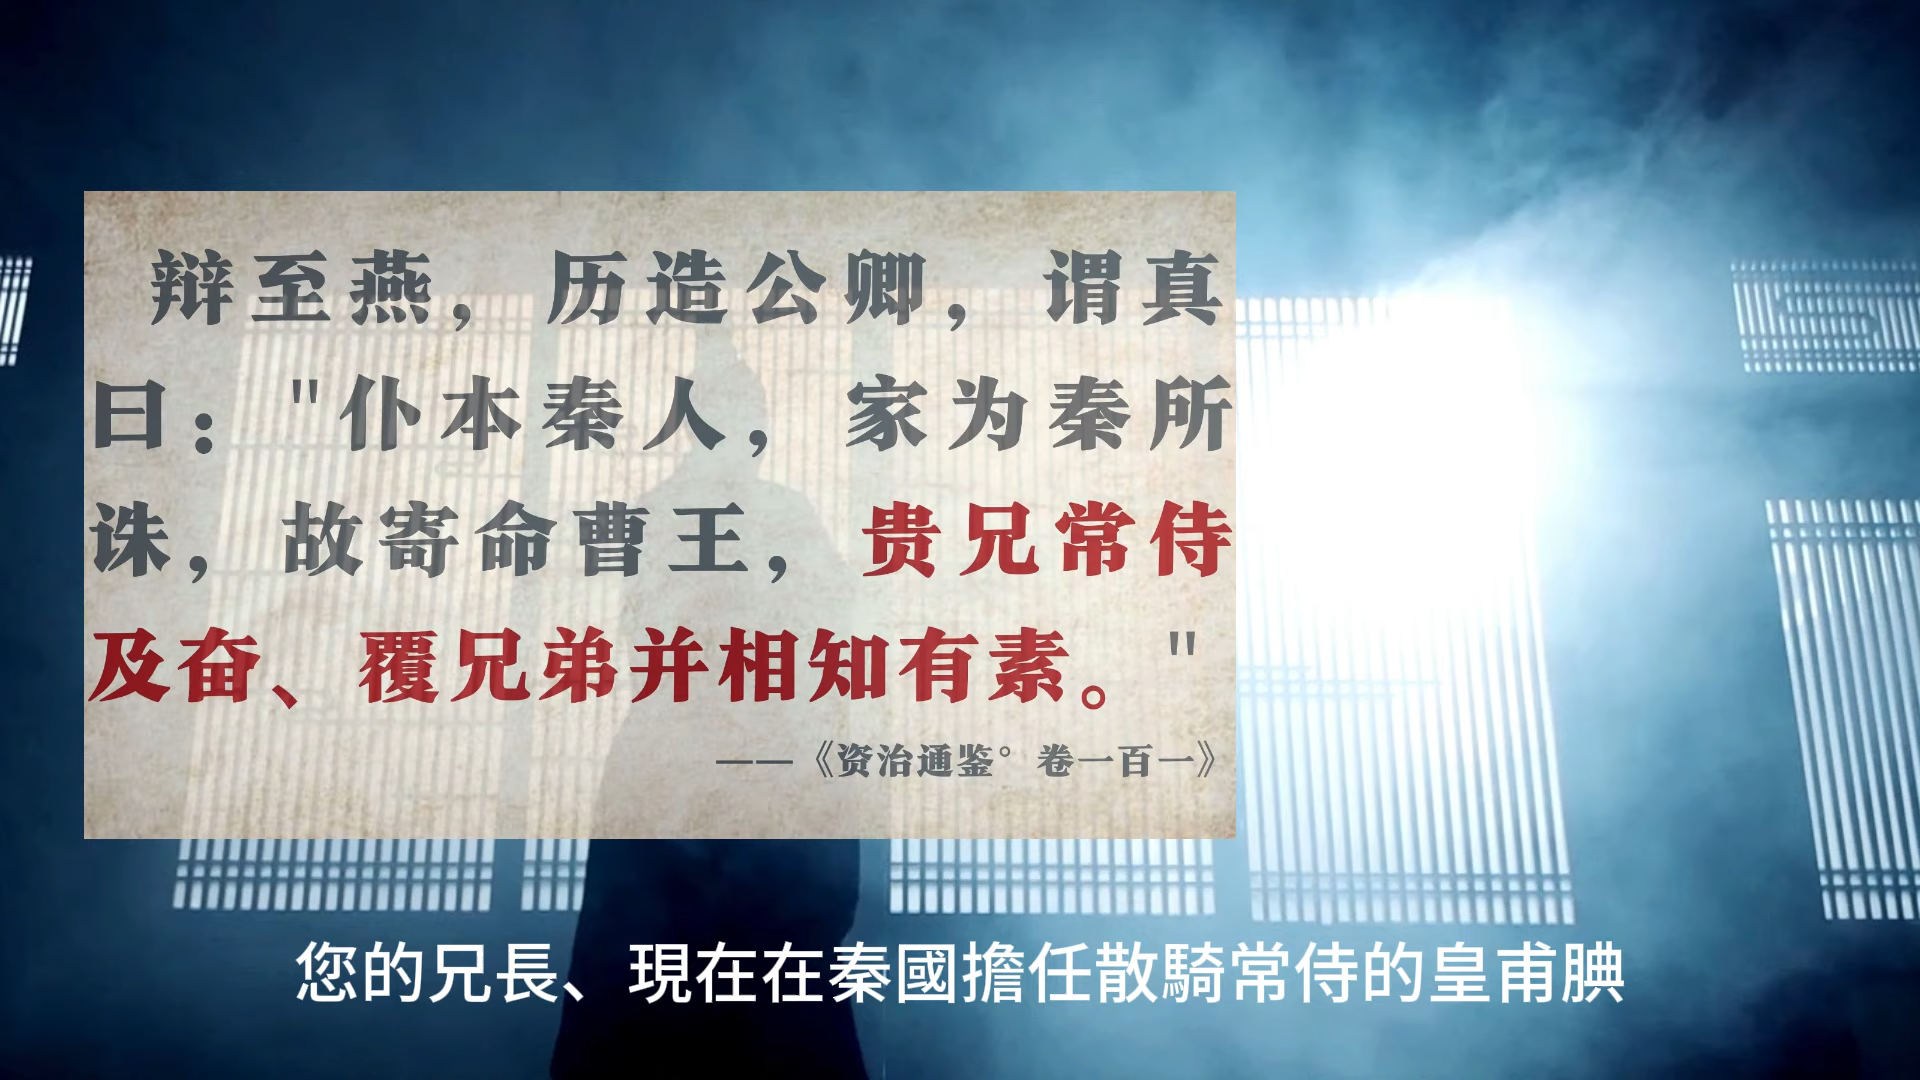 辩至燕，历造公卿，谓真
曰："仆本秦人，家为秦所
诛，故寄命曹王，贵兄常侍
及奋、覆兄弟并相知有素。"
——《资治通鉴°卷一百一》
您的兄長、現在在秦國擔任散騎常侍的皇甫腆